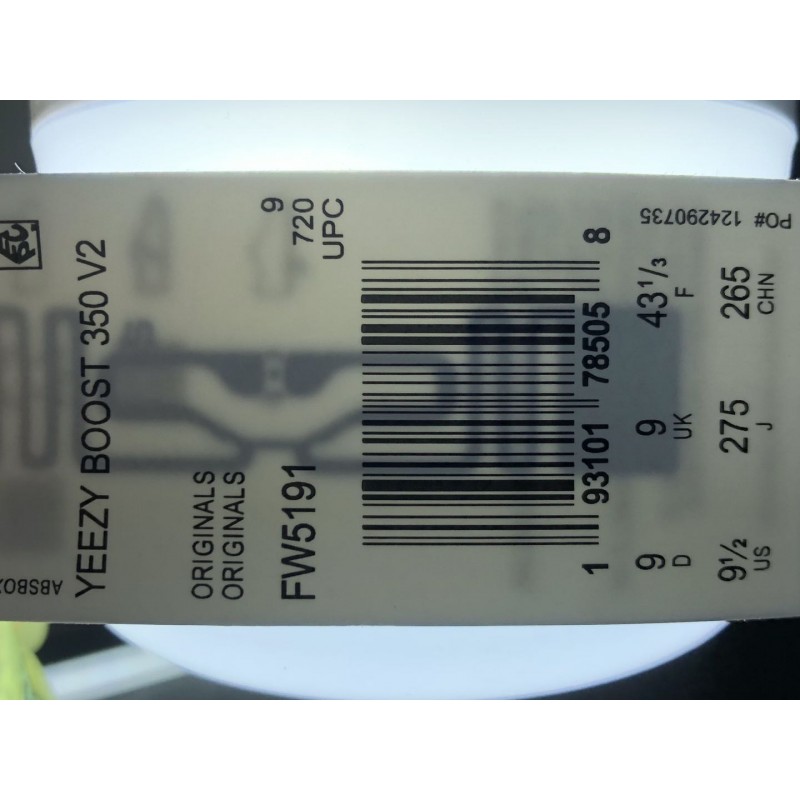 YEEZY BOOST 350 V2
9
ORIGINALS
720
ORIGINALS
UPC
FW5191
1 93101 78505 8
9 D
9 UK
43 1/3 F
9½ US
275 J
265 CHN
PO# 124290735
ABSBOX